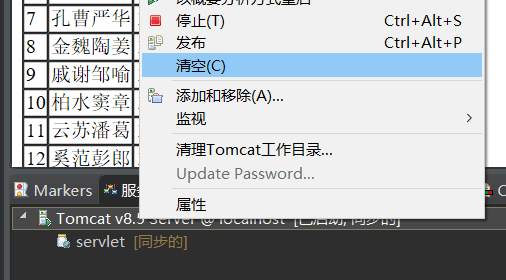 停止(T) Ctrl+Alt+S
发布 Ctrl+Alt+P
清空(C)
添加和移除(A)...
监视
清理Tomcat工作目录...
Update Password...
属性
7 孔曹严华
8 金魏陶姜
9 戚谢邹喻
10 柏水窦章
11 云苏潘葛
12 奚范彭郎
Markers
Tomcat v8.5 Server @ localhost [已启动, 同步的]
servlet [同步的]